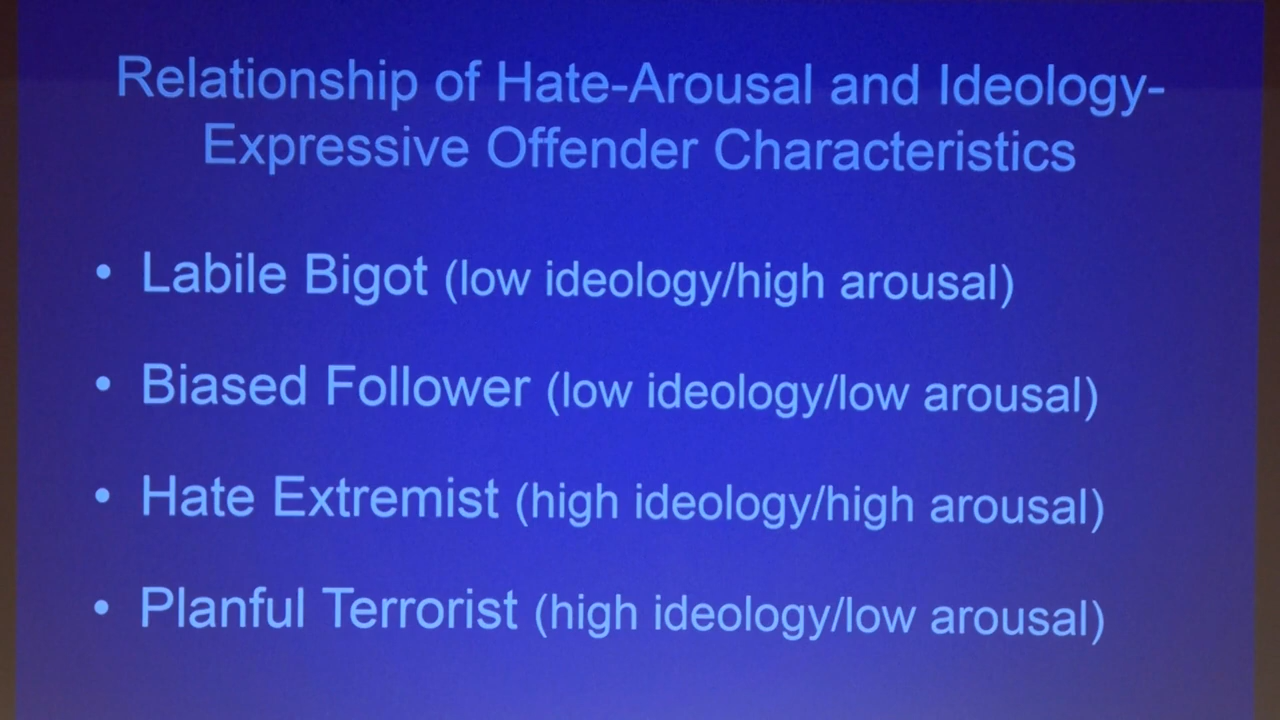 Relationship of Hate-Arousal and Ideology-
Expressive Offender Characteristics
• Labile Bigot (low ideology/high arousal)
• Biased Follower (low ideology/low arousal)
• Hate Extremist (high ideology/high arousal)
• Planful Terrorist (high ideology/low arousal)